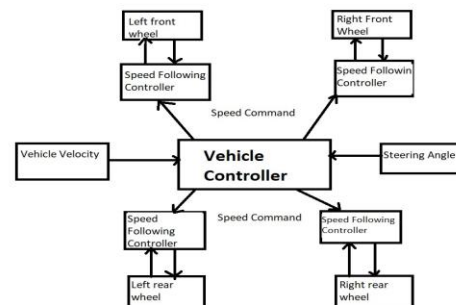 Left front
wheel
Right Front
Wheel
Speed Following
Controller
Speed Followin
Controller
Speed Command
Vehicle Velocity
Vehicle
Controller
Steering Angle
Speed
Following
Controller
Speed Command
Speed Following
Controller
Left rear
wheel
Right rear
wheel